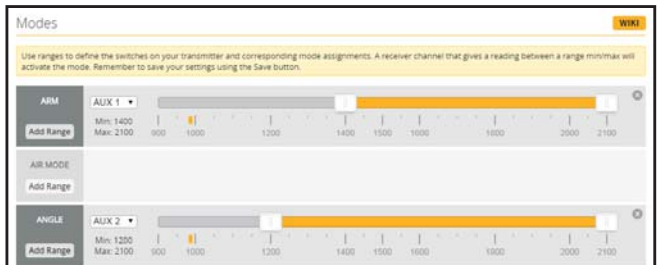 Modes
WIKI
Use ranges to define the switches on your transmitter and corresponding mode assignments. A receiver channel that gives a reading between a range min/max will
activate the mode. Remember to save your settings using the Save button.
ARM
AUX 1
Add Range
Min: 1400
Max: 2100
900 1000 1200 1400 1500 1600 1800 2000 2100
AIR MODE
Add Range
ANGLE
AUX 2
Add Range
Min: 1200
Max: 2100
900 1000 1200 1400 1500 1600 1800 2000 2100